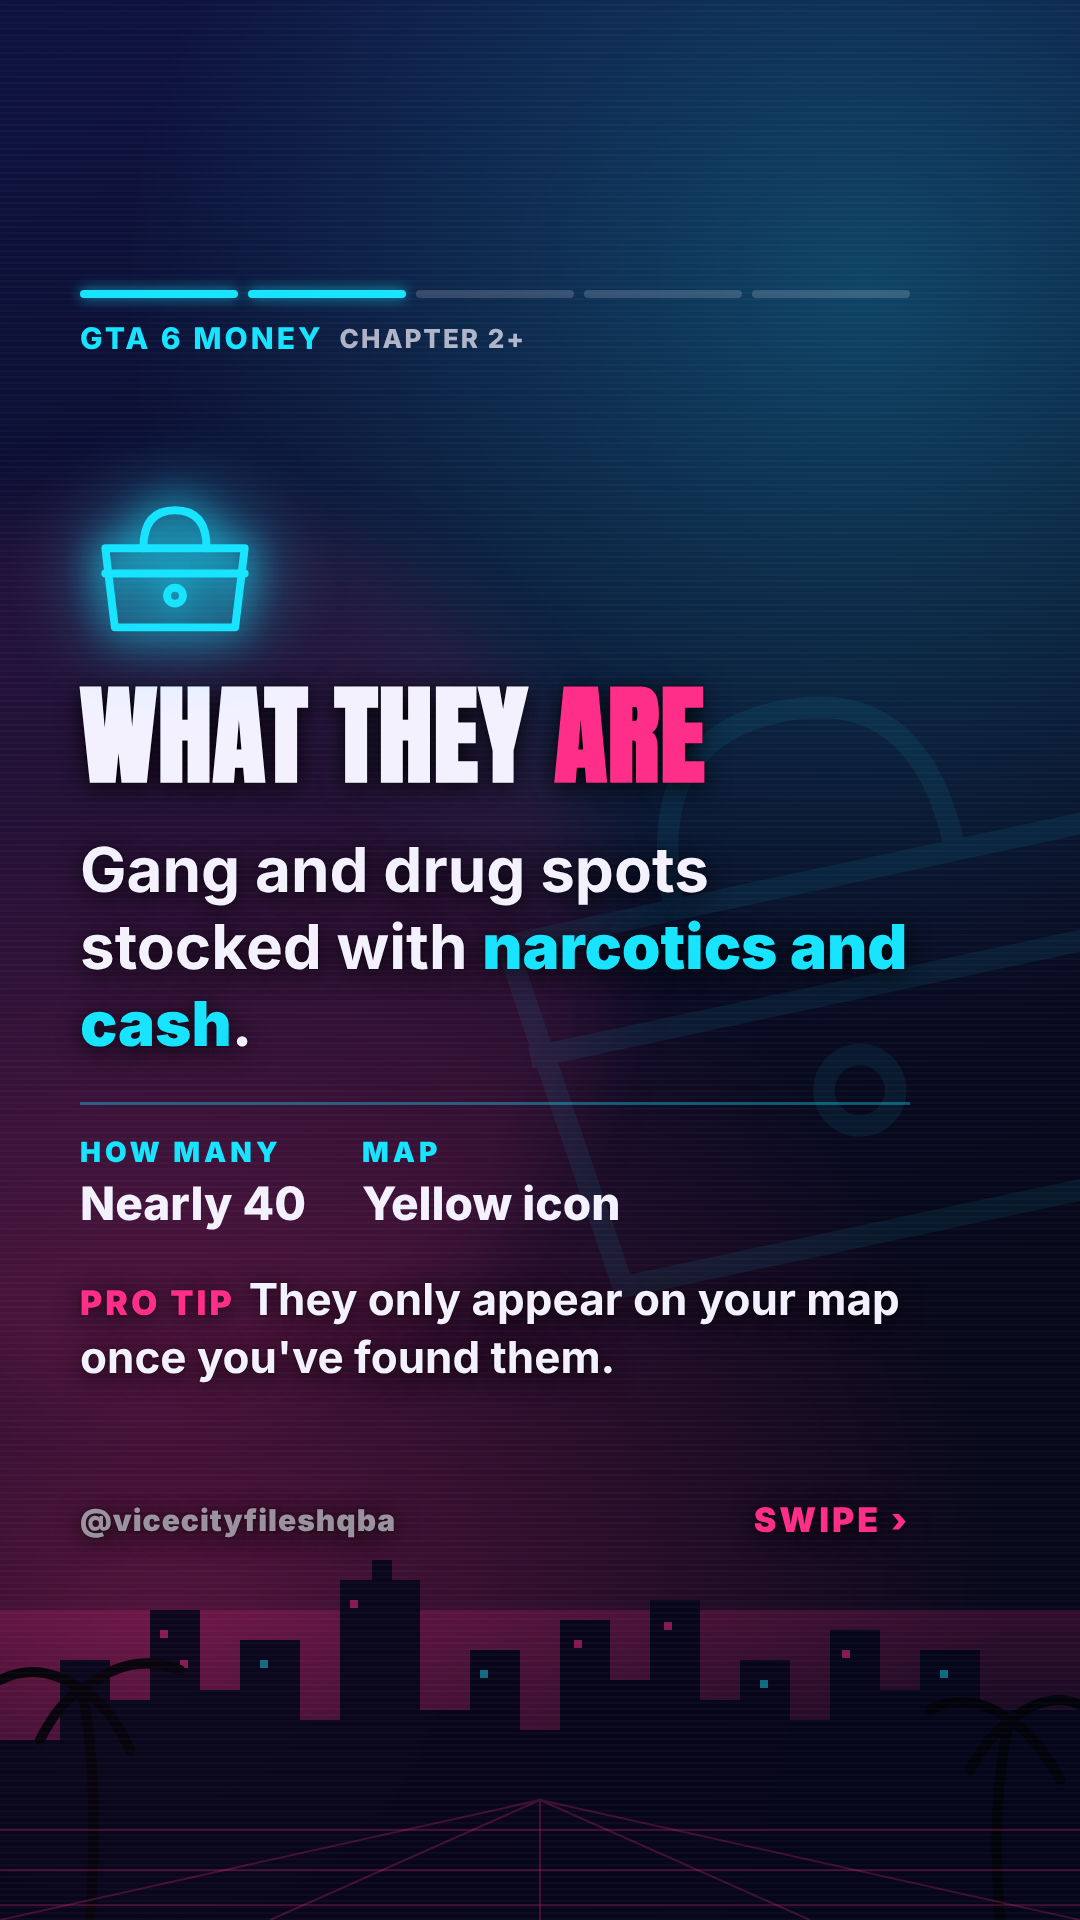 GTA 6 MONEY CHAPTER 2+
WHAT THEY ARE
Gang and drug spots
stocked with narcotics and
cash.
HOW MANY MAP
Nearly 40 Yellow icon
PRO TIP They only appear on your map
once you've found them.
@vicecityfileshqba SWIPE ›